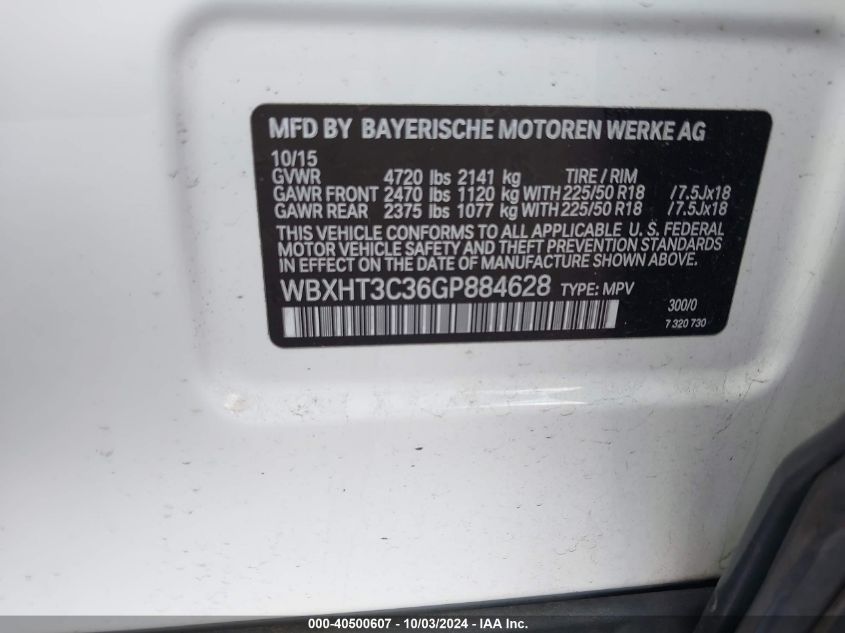 MFD BY BAYERISCHE MOTOREN WERKE AG
10/15
GVWR 4720 lbs 2141 kg TIRE / RIM
GAWR FRONT 2470 lbs 1120 kg WITH 225/50 R18 /7.5Jx18
GAWR REAR 2375 lbs 1077 kg WITH 225/50 R18 /7.5Jx18
THIS VEHICLE CONFORMS TO ALL APPLICABLE U. S. FEDERAL
MOTOR VEHICLE SAFETY AND THEFT PREVENTION STANDARDS
IN EFFECT ON THE DATE OF MANUFACTURE SHOWN ABOVE.
WBXHT3C36GP884628 TYPE: MPV
300/0
7 320 730
000-40500607 - 10/03/2024 - IAA Inc.